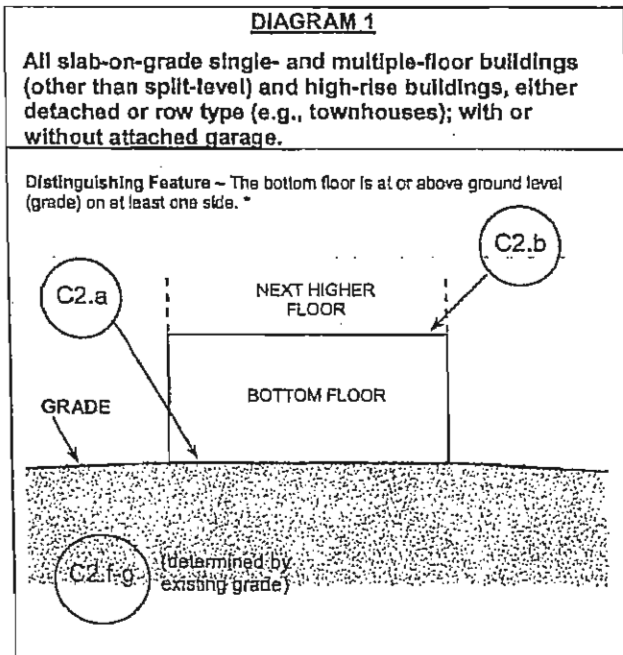 DIAGRAM 1
All slab-on-grade single- and multiple-floor buildings
(other than split-level) and high-rise buildings, either
detached or row type (e.g., townhouses); with or
without attached garage.
Distinguishing Feature ~ The bottom floor is at or above ground level
(grade) on at least one side. *
C2.b
C2.a
NEXT HIGHER
FLOOR
BOTTOM FLOOR
GRADE
C2.f-g
(determined by
existing grade)